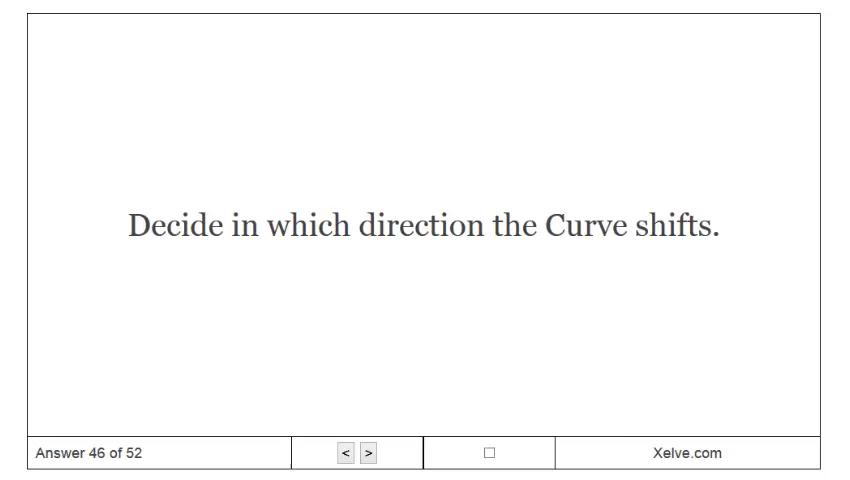 Decide in which direction the Curve shifts.
Answer 46 of 52 < > Xelve.com